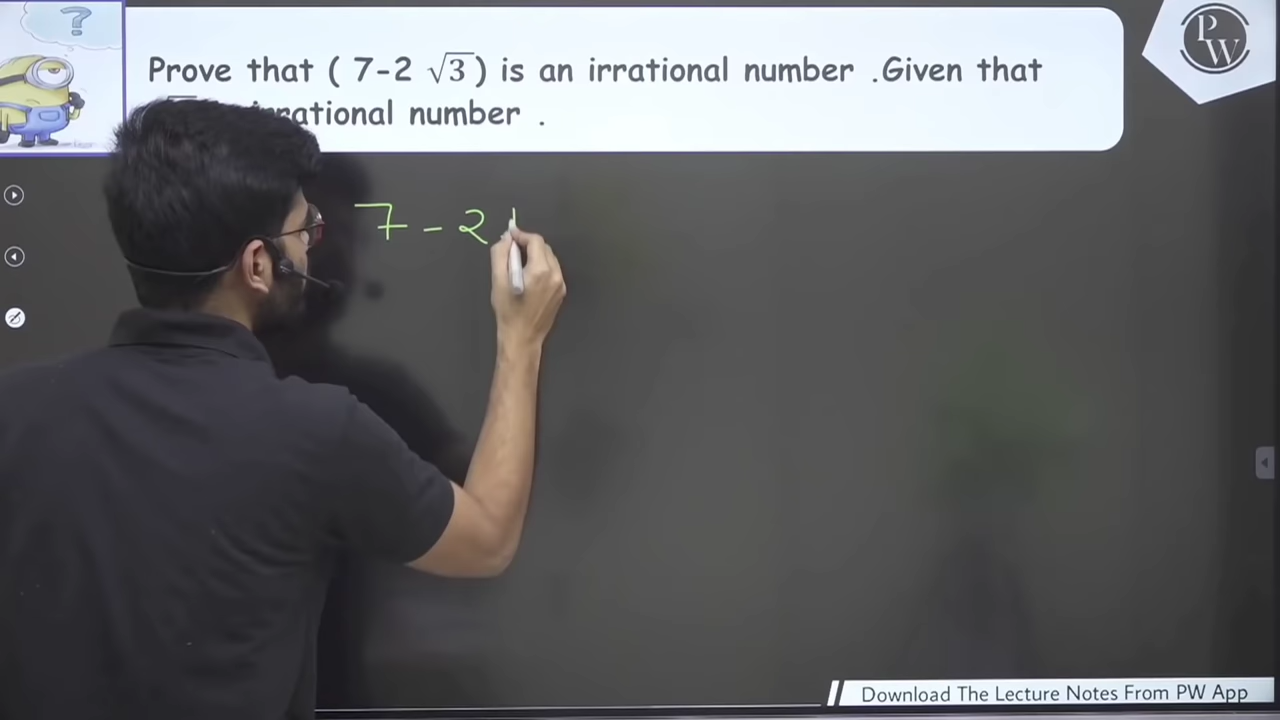 ?
Prove that ( 7-2 √3) is an irrational number .Given that
irrational number .
P
W
7 - 2
Download The Lecture Notes From PW App